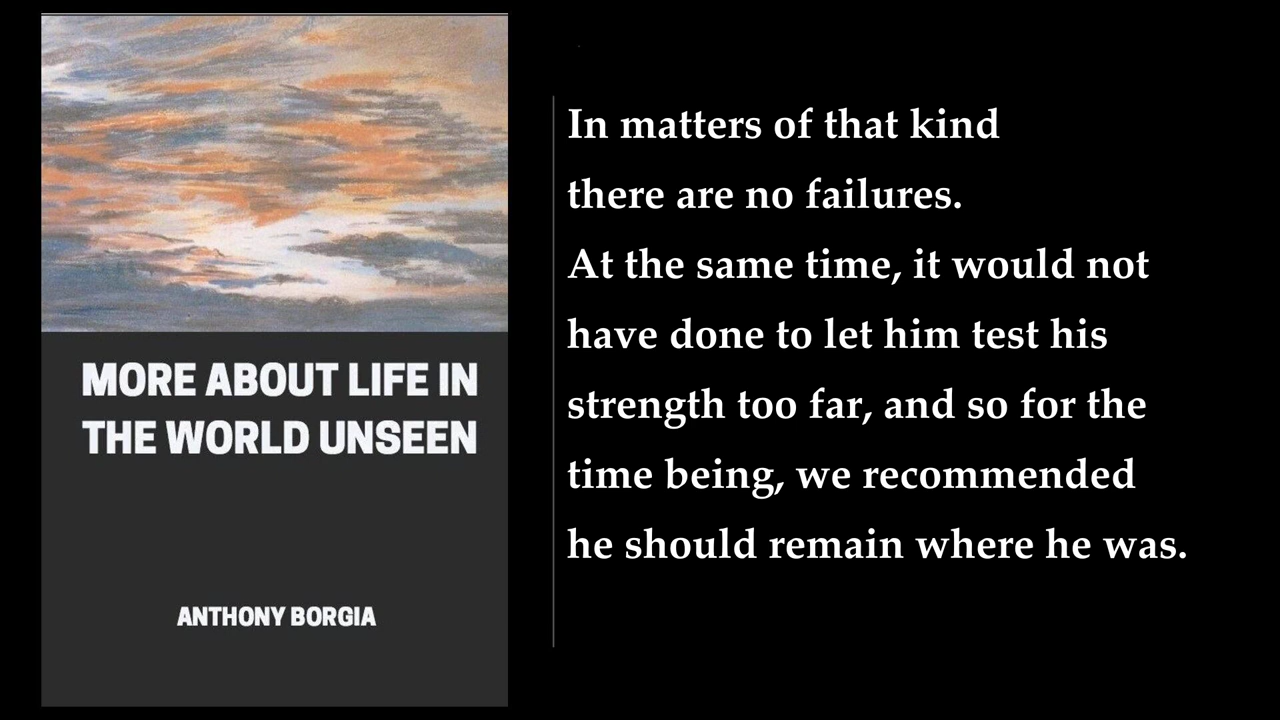 MORE ABOUT LIFE IN
THE WORLD UNSEEN
ANTHONY BORGIA
In matters of that kind
there are no failures.
At the same time, it would not
have done to let him test his
strength too far, and so for the
time being, we recommended
he should remain where he was.